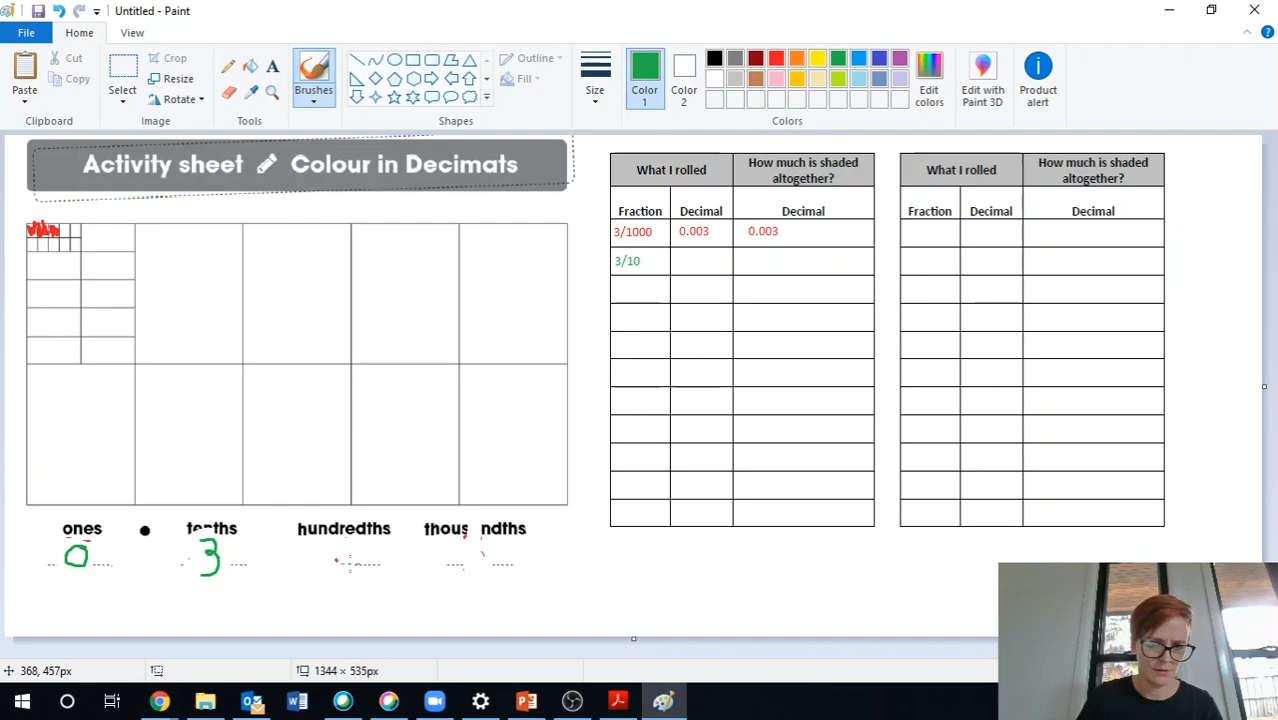 Untitled - Paint
File
Home
View
Paste
Cut
Copy
Clipboard
Select
Crop
Resize
Rotate
Image
Tools
Brushes
Shapes
Outline
Fill
Size
Color 1
Color 2
Colors
Edit colors
Edit with Paint 3D
Product alert
Activity sheet Colour in Decimats
What I rolled
How much is shaded altogether?
Fraction Decimal Decimal
3/1000 0.003 0.003
3/10
What I rolled
How much is shaded altogether?
Fraction Decimal Decimal
ones • tenths hundredths thousndths
0 3
368, 457px
1344 × 535px